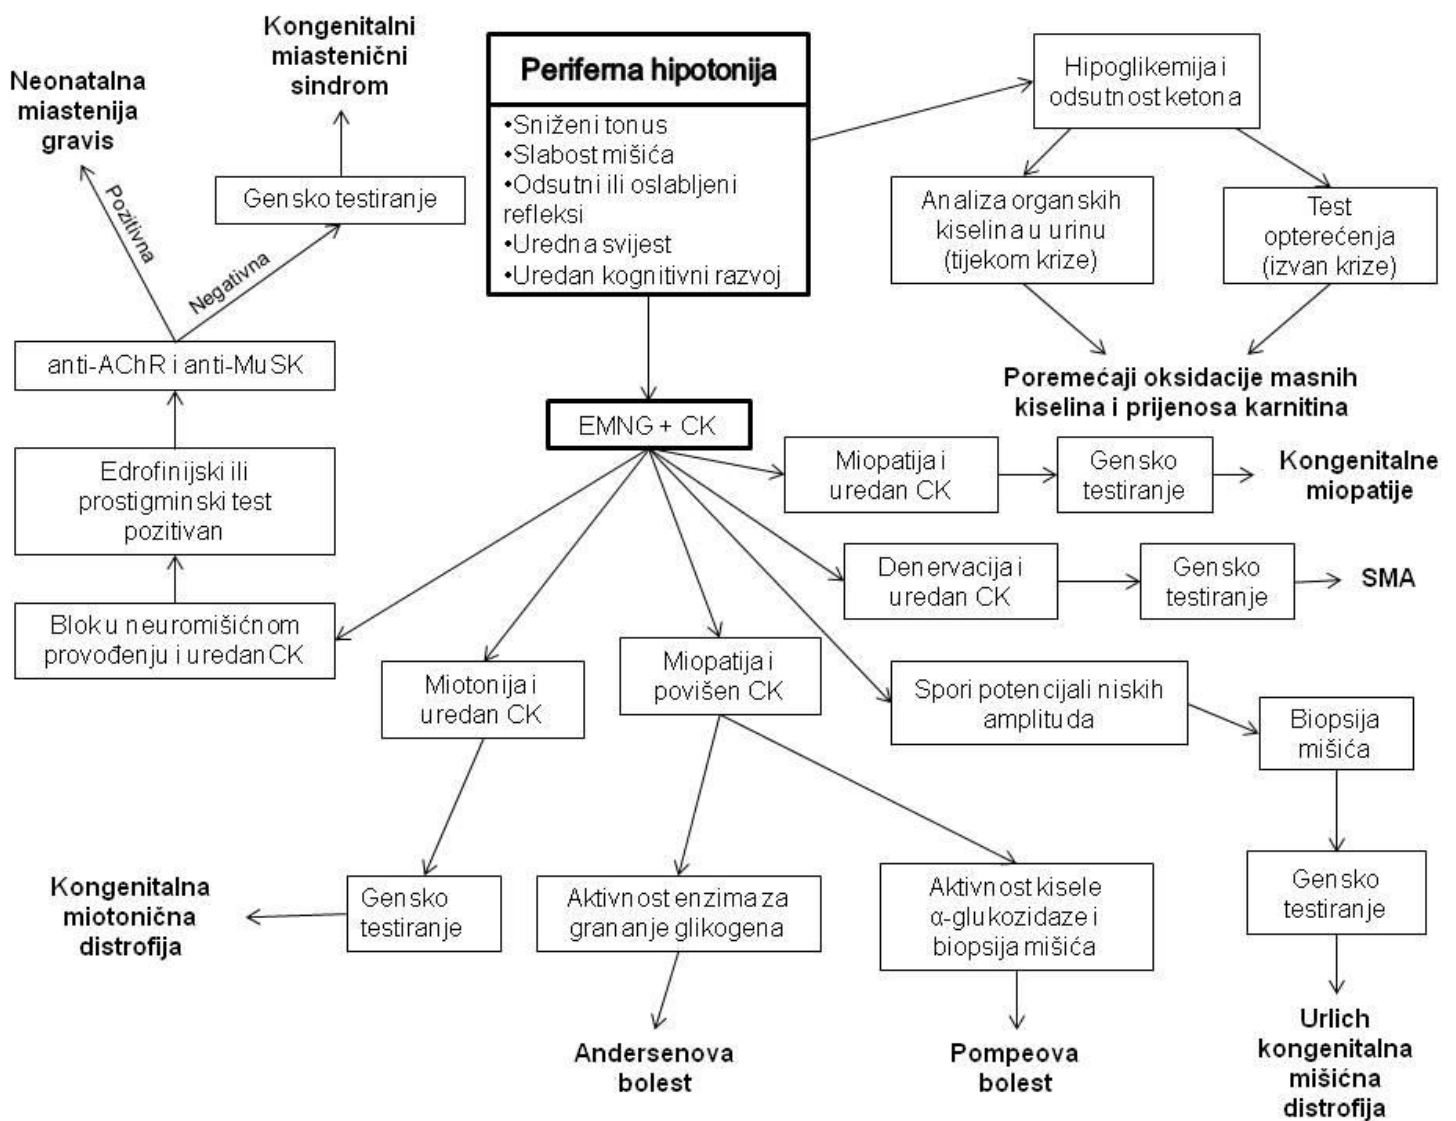 Kongenitalni
miastenični
sindrom
Neonatalna
miastenija
gravis
Periferna hipotonija
•Sniženi tonus
•Slabost mišića
•Odsutni ili oslabljeni
refleksi
•Uredna svijest
•Uredan kognitivni razvoj
Hipoglikemija i
odsutnost ketona
Pozitivna
Gensko testiranje
Negativna
Analiza organskih
kiselina u urinu
(tijekom krize)
Test
opterećenja
(izvan krize)
anti-AChR i anti-MuSK
Poremećaji oksidacije masnih
kiselina i prijenosa karnitina
EMNG + CK
Edrofinijski ili
prostigminski test
pozitivan
Miopatija i
uredan CK
Gensko
testiranje
Kongenitalne
miopatije
Denervacija i
uredan CK
Gensko
testiranje
SMA
Blok u neuromišićnom
provođenju i uredan CK
Miotonija i
uredan CK
Miopatija i
povišen CK
Spori potencijali niskih
amplituda
Biopsija
mišića
Kongenitalna
miotonična
distrofija
Gensko
testiranje
Aktivnost enzima za
grananje glikogena
Aktivnost kisele
α-glukozidaze i
biopsija mišića
Gensko
testiranje
Andersenova
bolest
Pompeova
bolest
Urlich
kongenitalna
mišićna
distrofija